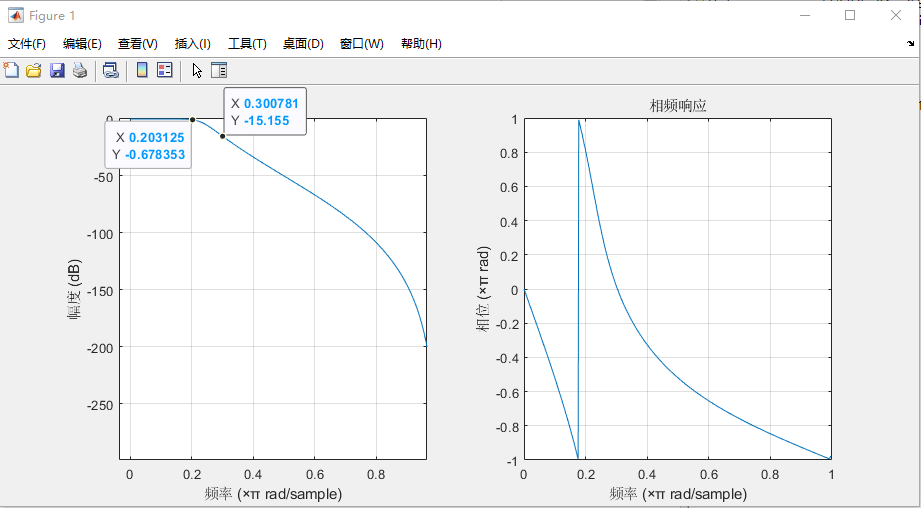 Figure 1
文件(F) 编辑(E) 查看(V) 插入(I) 工具(T) 桌面(D) 窗口(W) 帮助(H)
X 0.300781
Y -15.155
X 0.203125
Y -0.678353
0
-50
-100
-150
-200
-250
幅度 (dB)
0 0.2 0.4 0.6 0.8
频率 (×π rad/sample)
相频响应
1
0.8
0.6
0.4
0.2
0
-0.2
-0.4
-0.6
-0.8
-1
相位 (×π rad)
0 0.2 0.4 0.6 0.8 1
频率 (×π rad/sample)